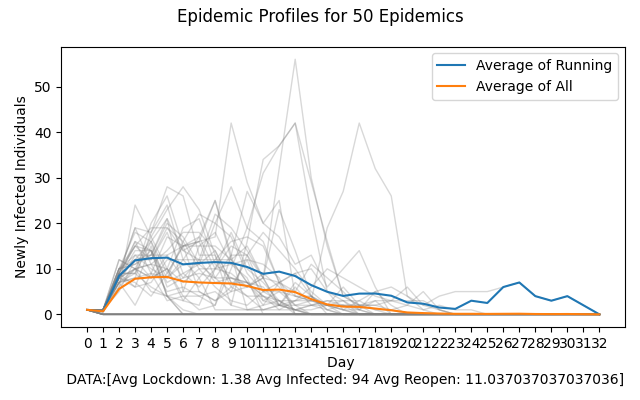 Epidemic Profiles for 50 Epidemics
Average of Running
Average of All
Newly Infected Individuals
50
40
30
20
10
0
0 1 2 3 4 5 6 7 8 9 10 11 12 13 14 15 16 17 18 19 20 21 22 23 24 25 26 27 28 29 30 31 32
Day
DATA:[Avg Lockdown: 1.38 Avg Infected: 94 Avg Reopen: 11.037037037037036]